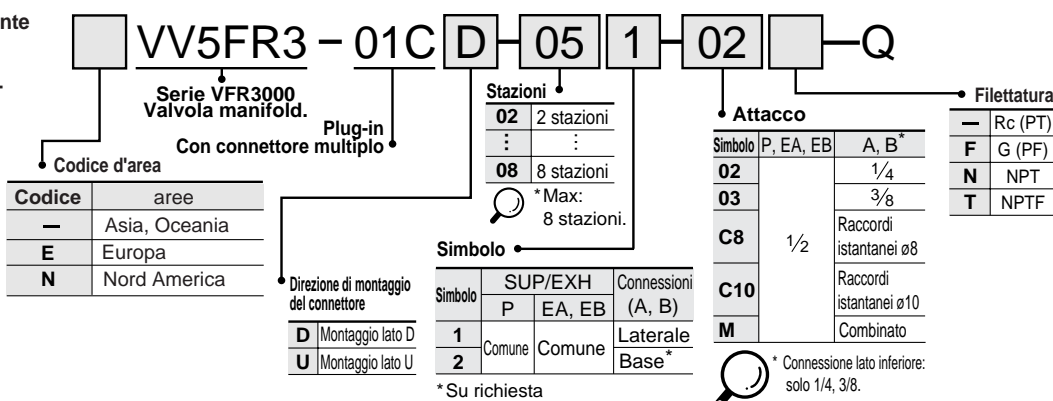 nte
VV5FR3 – 01C D – 05 1 – 02 – Q
Serie VFR3000
Valvola manifold.
Plug-in
Con connettore multiplo
Codice d'area
Codice aree
– Asia, Oceania
E Europa
N Nord America
Direzione di montaggio
del connettore
D Montaggio lato D
U Montaggio lato U
Stazioni
02 2 stazioni
⋮ ⋮
08 8 stazioni
*Max:
8 stazioni.
Simbolo
Simbolo SUP/EXH Connessioni
P EA, EB (A, B)
1 Comune Comune Laterale
2 Base*
*Su richiesta
Attacco
Simbolo P, EA, EB A, B*
02 1/2 1/4
03 3/8
C8 Raccordi
istantanei ø8
C10 Raccordi
istantanei ø10
M Combinato
* Connessione lato inferiore:
solo 1/4, 3/8.
Filettatura
– Rc (PT)
F G (PF)
N NPT
T NPTF